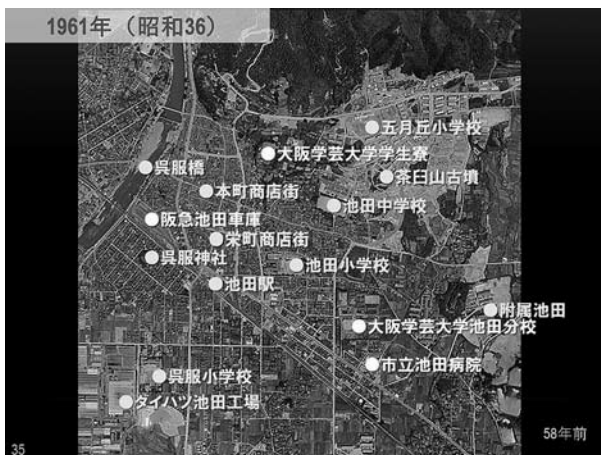 1961年（昭和36）
五月丘小学校
大阪学芸大学学生寮
呉服橋
茶臼山古墳
本町商店街
池田中学校
阪急池田車庫
栄町商店街
呉服神社
池田小学校
池田駅
附属池田
大阪学芸大学池田分校
市立池田病院
呉服小学校
タイハツ池田工場
58年前
35